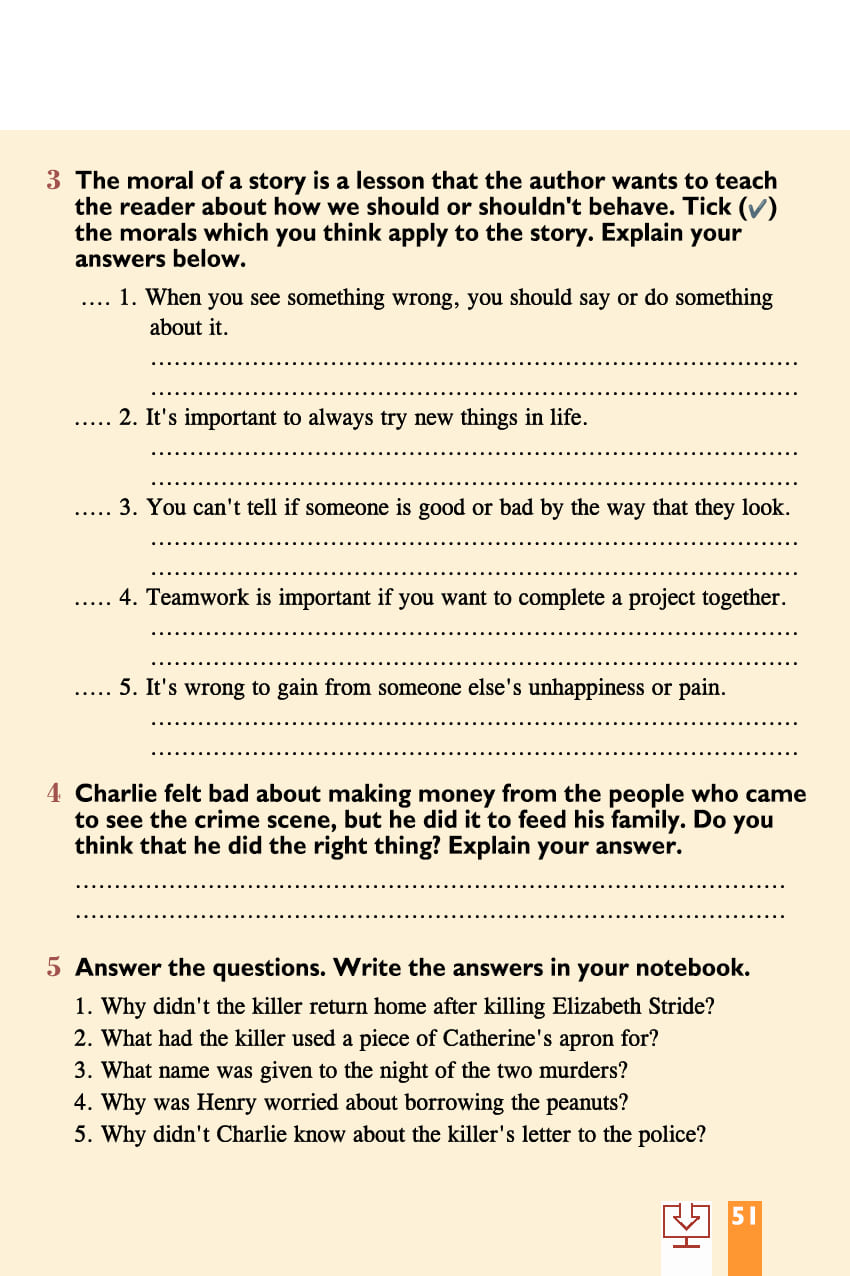 3 The moral of a story is a lesson that the author wants to teach
the reader about how we should or shouldn't behave. Tick (✓)
the morals which you think apply to the story. Explain your
answers below.
.... 1. When you see something wrong, you should say or do something
about it.
..................................................................................
..................................................................................
..... 2. It's important to always try new things in life.
..................................................................................
..................................................................................
..... 3. You can't tell if someone is good or bad by the way that they look.
..................................................................................
..................................................................................
..... 4. Teamwork is important if you want to complete a project together.
..................................................................................
..................................................................................
..... 5. It's wrong to gain from someone else's unhappiness or pain.
..................................................................................
..................................................................................
4 Charlie felt bad about making money from the people who came
to see the crime scene, but he did it to feed his family. Do you
think that he did the right thing? Explain your answer.
..........................................................................................
..........................................................................................
5 Answer the questions. Write the answers in your notebook.
1. Why didn't the killer return home after killing Elizabeth Stride?
2. What had the killer used a piece of Catherine's apron for?
3. What name was given to the night of the two murders?
4. Why was Henry worried about borrowing the peanuts?
5. Why didn't Charlie know about the killer's letter to the police?
51